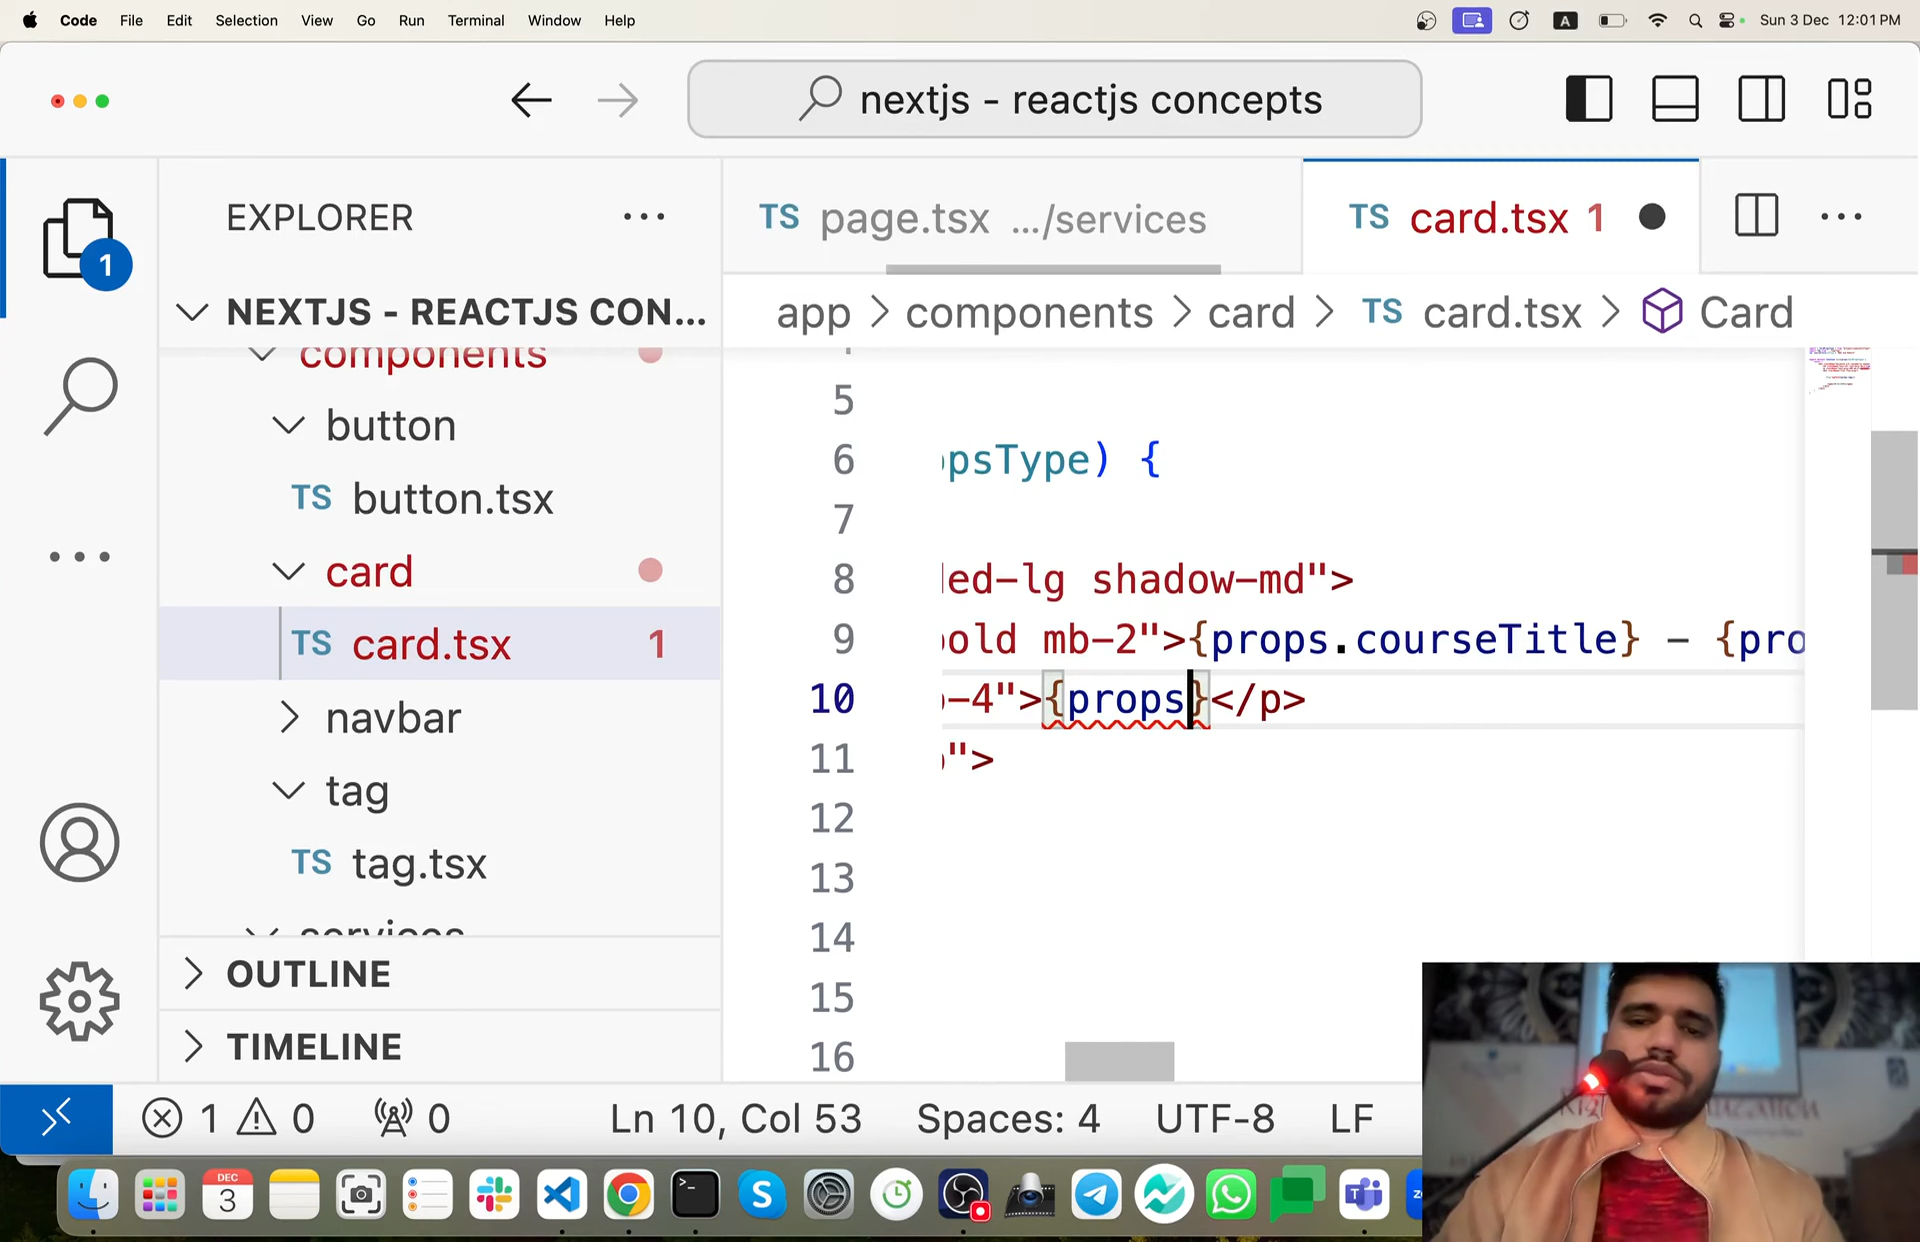 Code File Edit Selection View Go Run Terminal Window Help A Sun 3 Dec 12:01 PM
nextjs - reactjs concepts
EXPLORER
TS page.tsx .../services TS card.tsx 1
1
NEXTJS - REACTJS CON...
app > components > card > TS card.tsx > Card
components
button
TS button.tsx
card
TS card.tsx 1
navbar
tag
TS tag.tsx
services
OUTLINE
TIMELINE
5
6 psType) {
7
8 ed-lg shadow-md">
9 old mb-2">{props.courseTitle} - {pro
10 -4">{props}</p>
11 ">
12
13
14
15
16
1 0 0 Ln 10, Col 53 Spaces: 4 UTF-8 LF
DEC
3
S
T